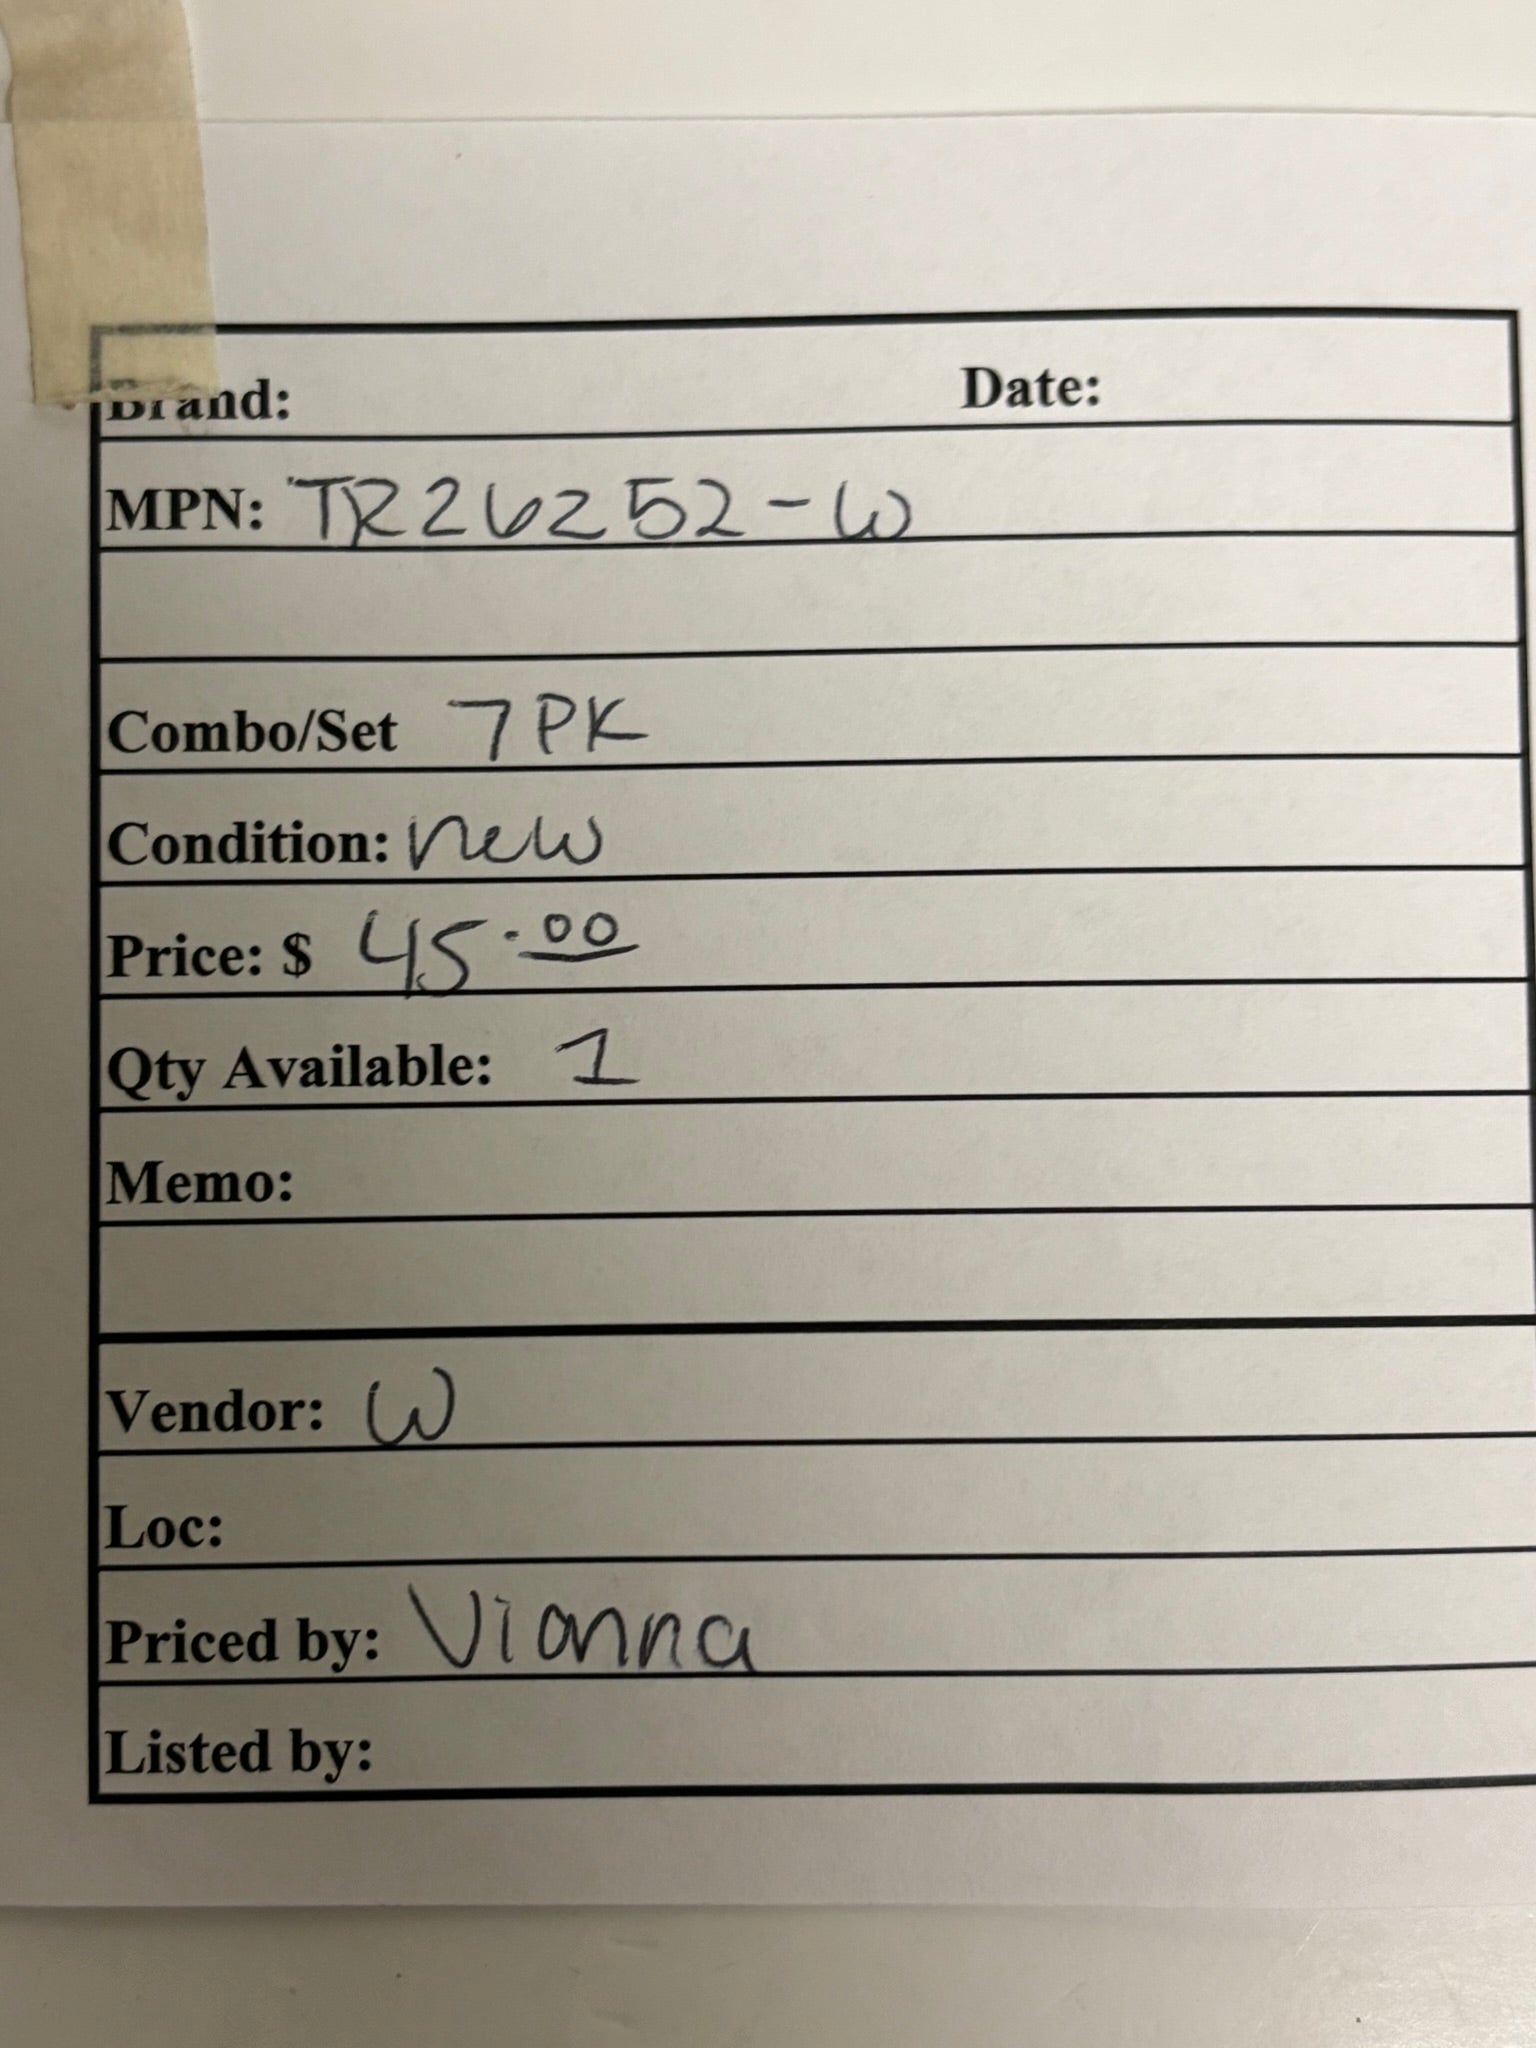 Brand: Date:
MPN: TR26252-W
Combo/Set 7PK
Condition: new
Price: $ 45.00
Qty Available: 1
Memo:
Vendor: W
Loc:
Priced by: Vianna
Listed by: